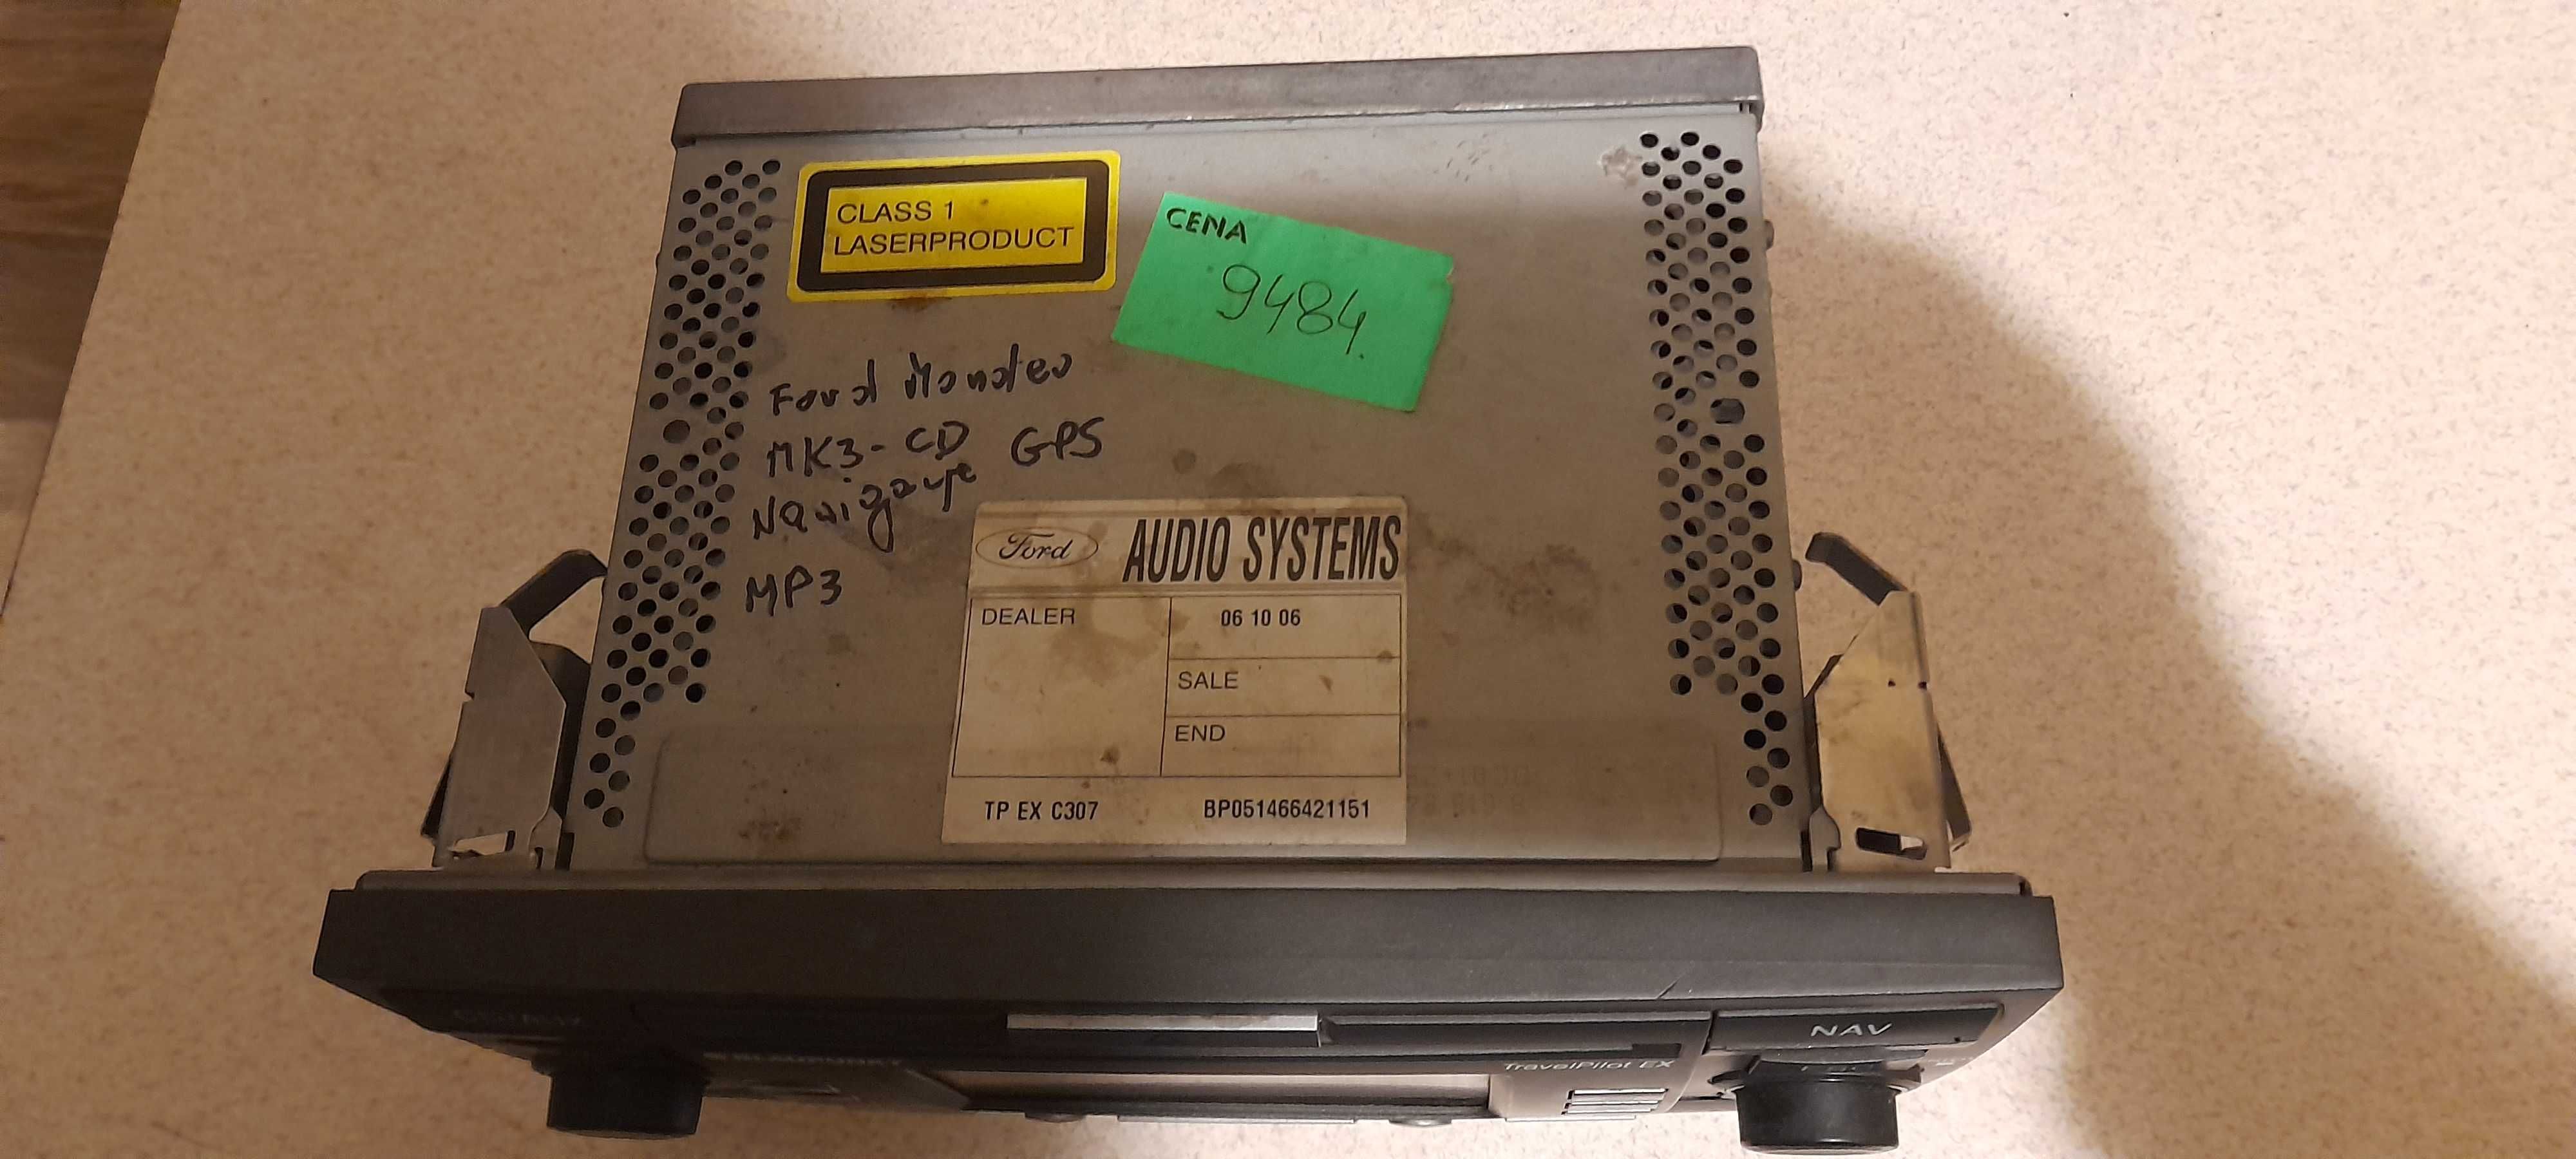 CLASS 1
LASERPRODUCT
CENA
9484.
Ford Mondeo
MK3-CD GPS
Navigacja
MP3
Ford AUDIO SYSTEMS
DEALER
06 10 06
SALE
END
TP EX C307 BP051466421151
NAV
TravelPilot EX